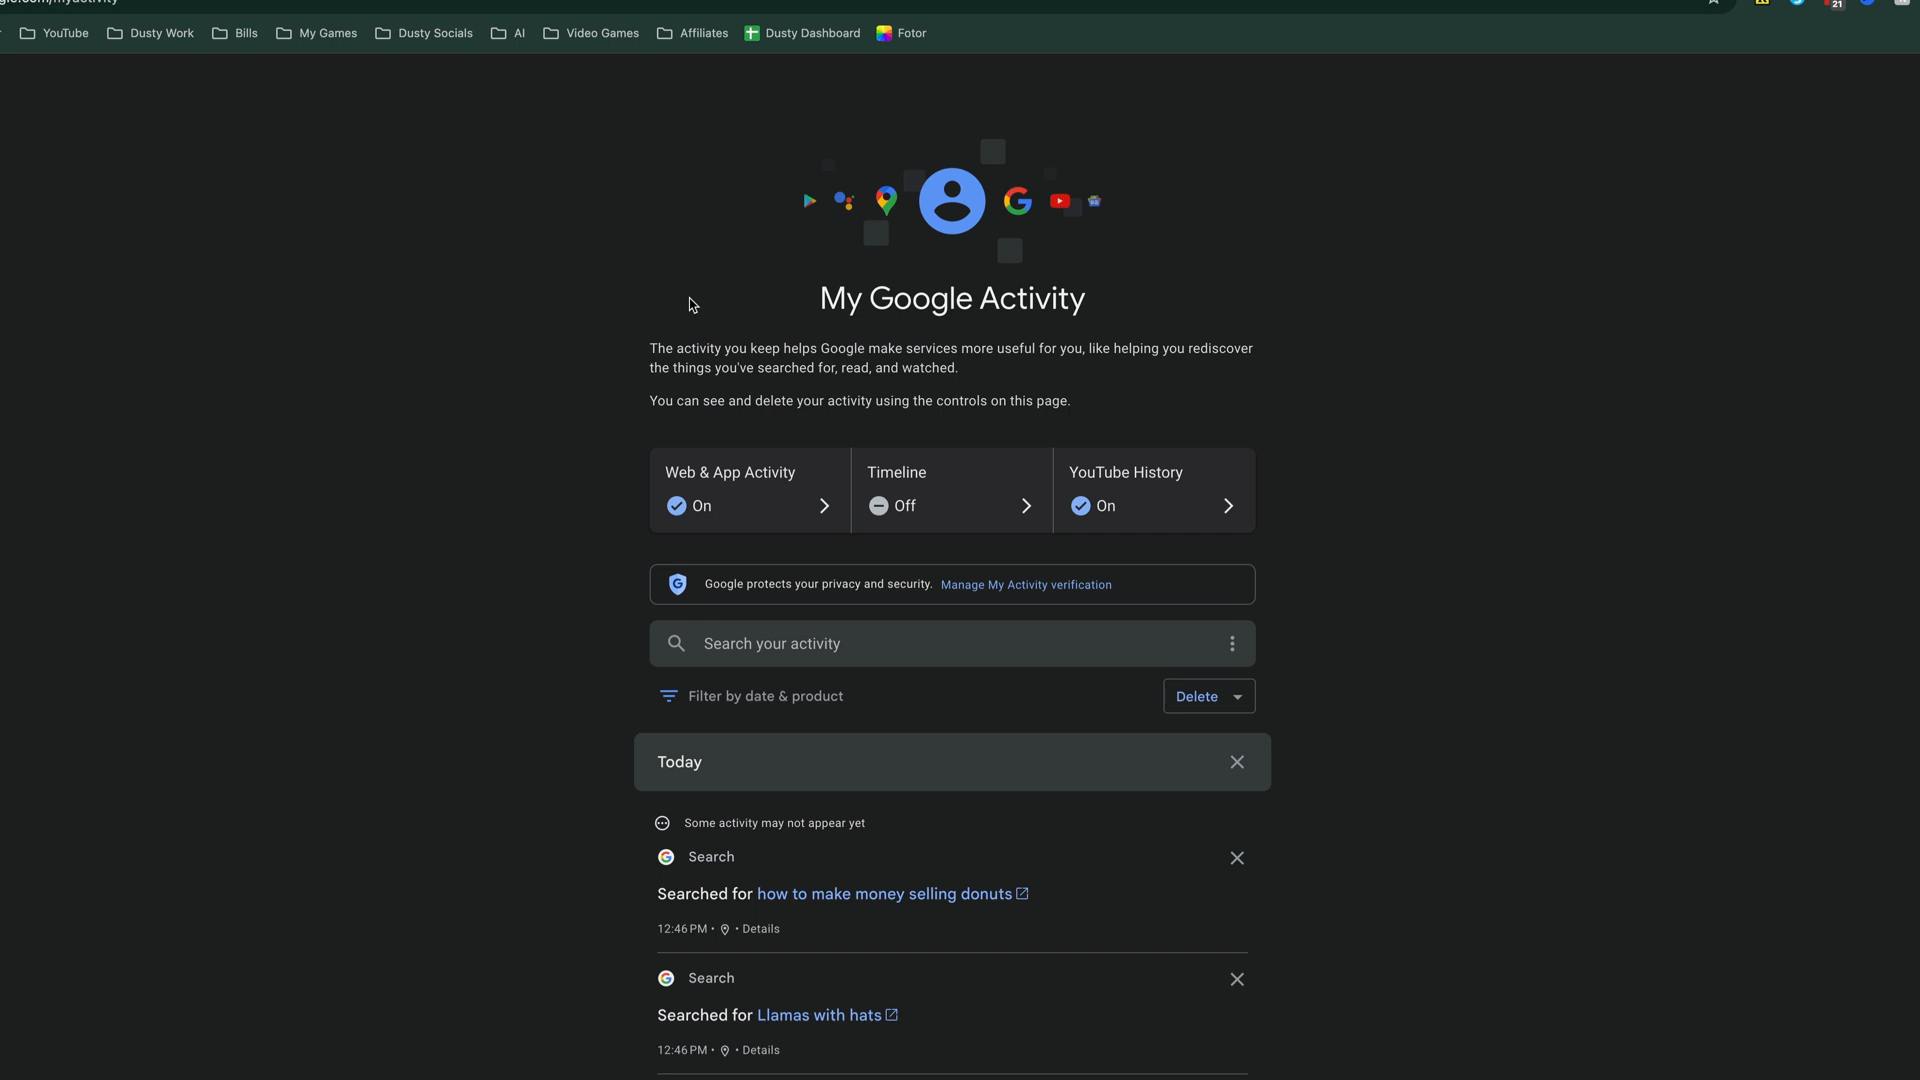 21
YouTube Dusty Work Bills My Games Dusty Socials AI Video Games Affiliates Dusty Dashboard Fotor
My Google Activity
The activity you keep helps Google make services more useful for you, like helping you rediscover
the things you've searched for, read, and watched.
You can see and delete your activity using the controls on this page.
Web & App Activity Timeline YouTube History
On Off On
Google protects your privacy and security. Manage My Activity verification
Search your activity
Filter by date & product Delete
Today
Some activity may not appear yet
Search
Searched for how to make money selling donuts
12:46 PM • • Details
Search
Searched for Llamas with hats
12:46 PM • • Details